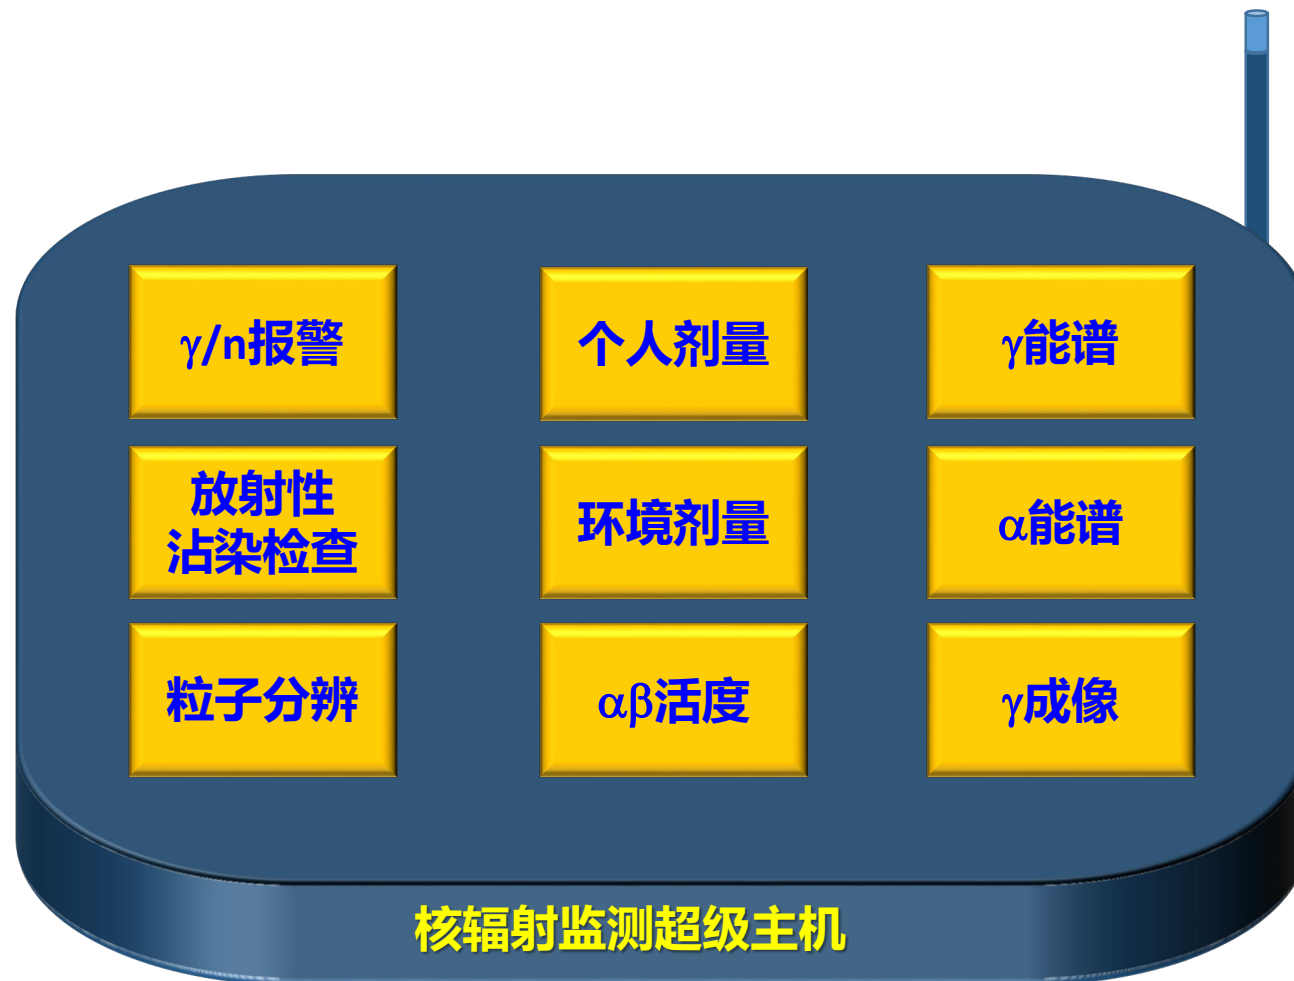 γ/n报警
个人剂量
γ能谱
放射性
沾染检查
环境剂量
α能谱
粒子分辨
αβ活度
γ成像
核辐射监测超级主机